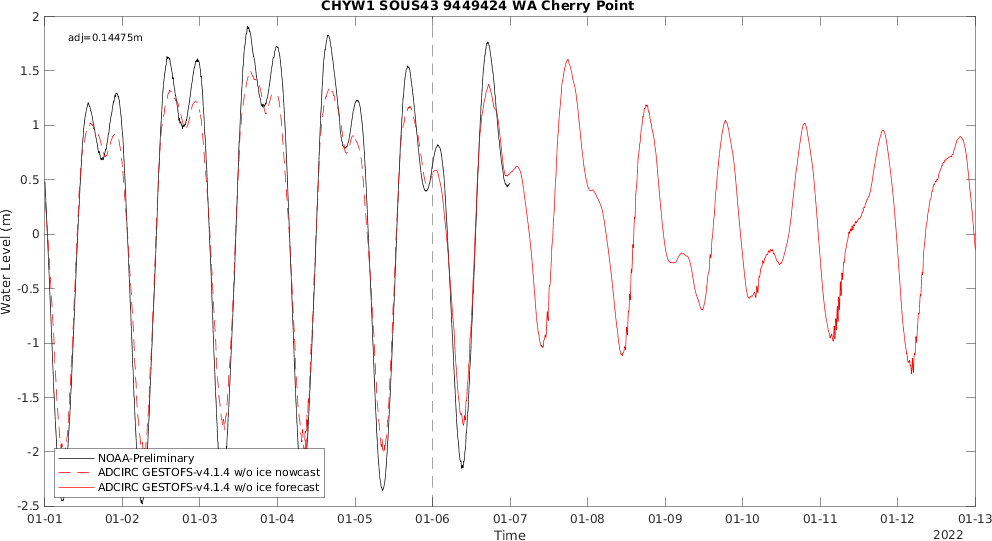 CHYW1 SOUS43 9449424 WA Cherry Point
adj=0.14475m
2
1.5
1
0.5
0
-0.5
-1
-1.5
-2
-2.5
Water Level (m)
NOAA-Preliminary
ADCIRC GESTOFS-v4.1.4 w/o ice nowcast
ADCIRC GESTOFS-v4.1.4 w/o ice forecast
01-01 01-02 01-03 01-04 01-05 01-06 01-07 01-08 01-09 01-10 01-11 01-12 01-13
Time
2022